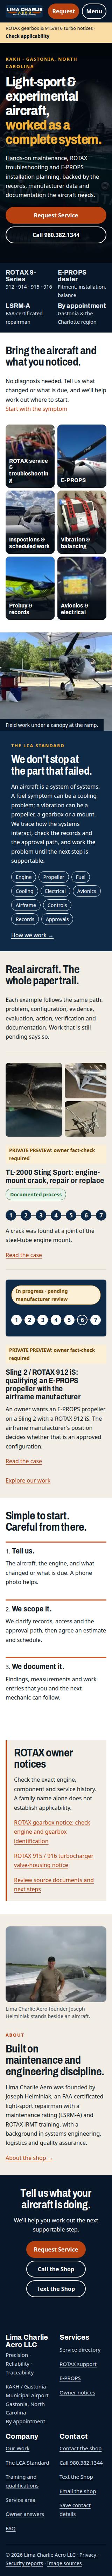 LIMA CHARLIE
Request
Menu
ROTAX gearbox & 915/916 turbo notices
Check applicability
KAKH · GASTONIA, NORTH
CAROLINA
Light-sport &
experimental
aircraft,
worked as a
complete system.
Hands-on maintenance, ROTAX
troubleshooting and E-PROPS
installation planning, backed by the
records, manufacturer data and
documentation the aircraft needs.
Request Service
Call 980.382.1344
ROTAX 9-
Series
912 · 914 · 915 · 916
E-PROPS
dealer
Fitment, installation,
balance
LSRM-A
FAA-certificated
repairman
By appointment
Gastonia & the
Charlotte region
Bring the aircraft and
what you noticed.
No diagnosis needed. Tell us what
changed or what is due, and we'll help
you work out what to check.
Start with the symptom
ROTAX service
&
troubleshootin
g
E-PROPS
Inspections &
scheduled work
Vibration &
balancing
Prebuy &
records
Avionics &
electrical
Field work under a canopy at the ramp.
THE LCA STANDARD
We don't stop at
the part that failed.
An aircraft is a system of systems.
A fuel symptom can be a cooling
problem; a vibration can be a
propeller, a gearbox or a mount.
We trace how the systems
interact, check the records and
the approved path, and work the
problem until the next step is
supportable.
Engine
Propeller
Fuel
Cooling
Electrical
Avionics
Airframe
Controls
Records
Approvals
How we work →
Real aircraft. The
whole paper trail.
Each example follows the same path:
problem, configuration, evidence,
evaluation, action, verification and
documentation. Work that is still
pending says so.
PRIVATE PREVIEW: owner fact-check
required
TL-2000 Sting Sport: engine-
mount crack, repair or replace
Documented process
1 2 3 4 5 6 7
A crack was found at a joint of the
steel-tube engine mount.
Read the case
In progress · pending
manufacturer review
1 2 3 4 5 6 7
PRIVATE PREVIEW: owner fact-check
required
Sling 2 / ROTAX 912 iS:
qualifying an E-PROPS
propeller with the
airframe manufacturer
An owner wants an E-PROPS propeller
on a Sling 2 with a ROTAX 912 iS. The
airframe manufacturer's position
decides whether that is an approved
configuration.
Read the case
Explore our work
Simple to start.
Careful from there.
1. Tell us.
The aircraft, the engine, and what
changed or what is due. A phone
photo helps.
2. We scope it.
We clarify records, access and the
approval path, then agree an estimate
and schedule.
3. We document it.
Findings, measurements and work
entries that you and the next
mechanic can follow.
ROTAX owner
notices
Check the exact engine,
component and service history.
A family name alone does not
establish applicability.
ROTAX gearbox notice: check
engine and gearbox
identification
ROTAX 915 / 916 turbocharger
valve-housing notice
Review source documents and
next steps
Lima Charlie Aero founder Joseph
Helminiak stands beside an aircraft.
ABOUT
Built on
maintenance and
engineering discipline.
Lima Charlie Aero was founded by
Joseph Helminiak, an FAA-certificated
light-sport repairman with a
maintenance rating (LSRM-A) and
ROTAX iRMT training, with a
background in systems engineering,
logistics and data quality assurance.
About the shop →
Tell us what your
aircraft is doing.
We'll help you work out the next
supportable step.
Request Service
Call the Shop
Text the Shop
Lima Charlie
Aero LLC
Precision ·
Reliability ·
Traceability
KAKH / Gastonia
Municipal Airport
Gastonia, North
Carolina
By appointment
Services
Service directory
ROTAX support
E-PROPS
Owner notices
Company
Our Work
The LCA Standard
Training and
qualifications
Service area
Owner answers
FAQ
Contact
Contact the shop
Call 980.382.1344
Text the Shop
Email the shop
Save contact
details
© 2026 Lima Charlie Aero LLC · Privacy ·
Security reports · Image sources